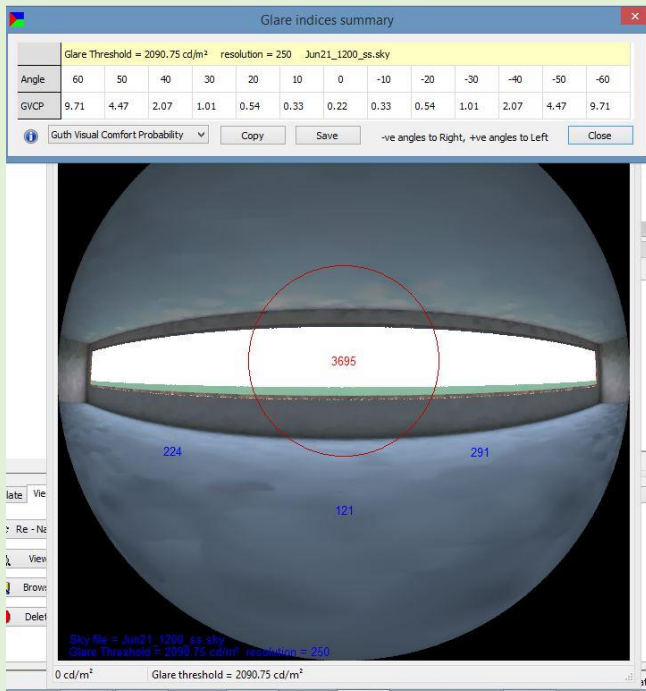 Glare indices summary
Glare Threshold = 2090.75 cd/m² resolution = 250 Jun21_1200_ss.sky
Angle 60 50 40 30 20 10 0 -10 -20 -30 -40 -50 -60
GVCP 9.71 4.47 2.07 1.01 0.54 0.33 0.22 0.33 0.54 1.01 2.07 4.47 9.71
Guth Visual Comfort Probability Copy Save -ve angles to Right, +ve angles to Left Close
3695
224 291
121
late Vie
Re - Na
View
Brows
Delet
Sky file = Jun21_1200_ss.sky
Glare Threshold = 2090.75 cd/m² resolution = 250
0 cd/m² Glare threshold = 2090.75 cd/m²